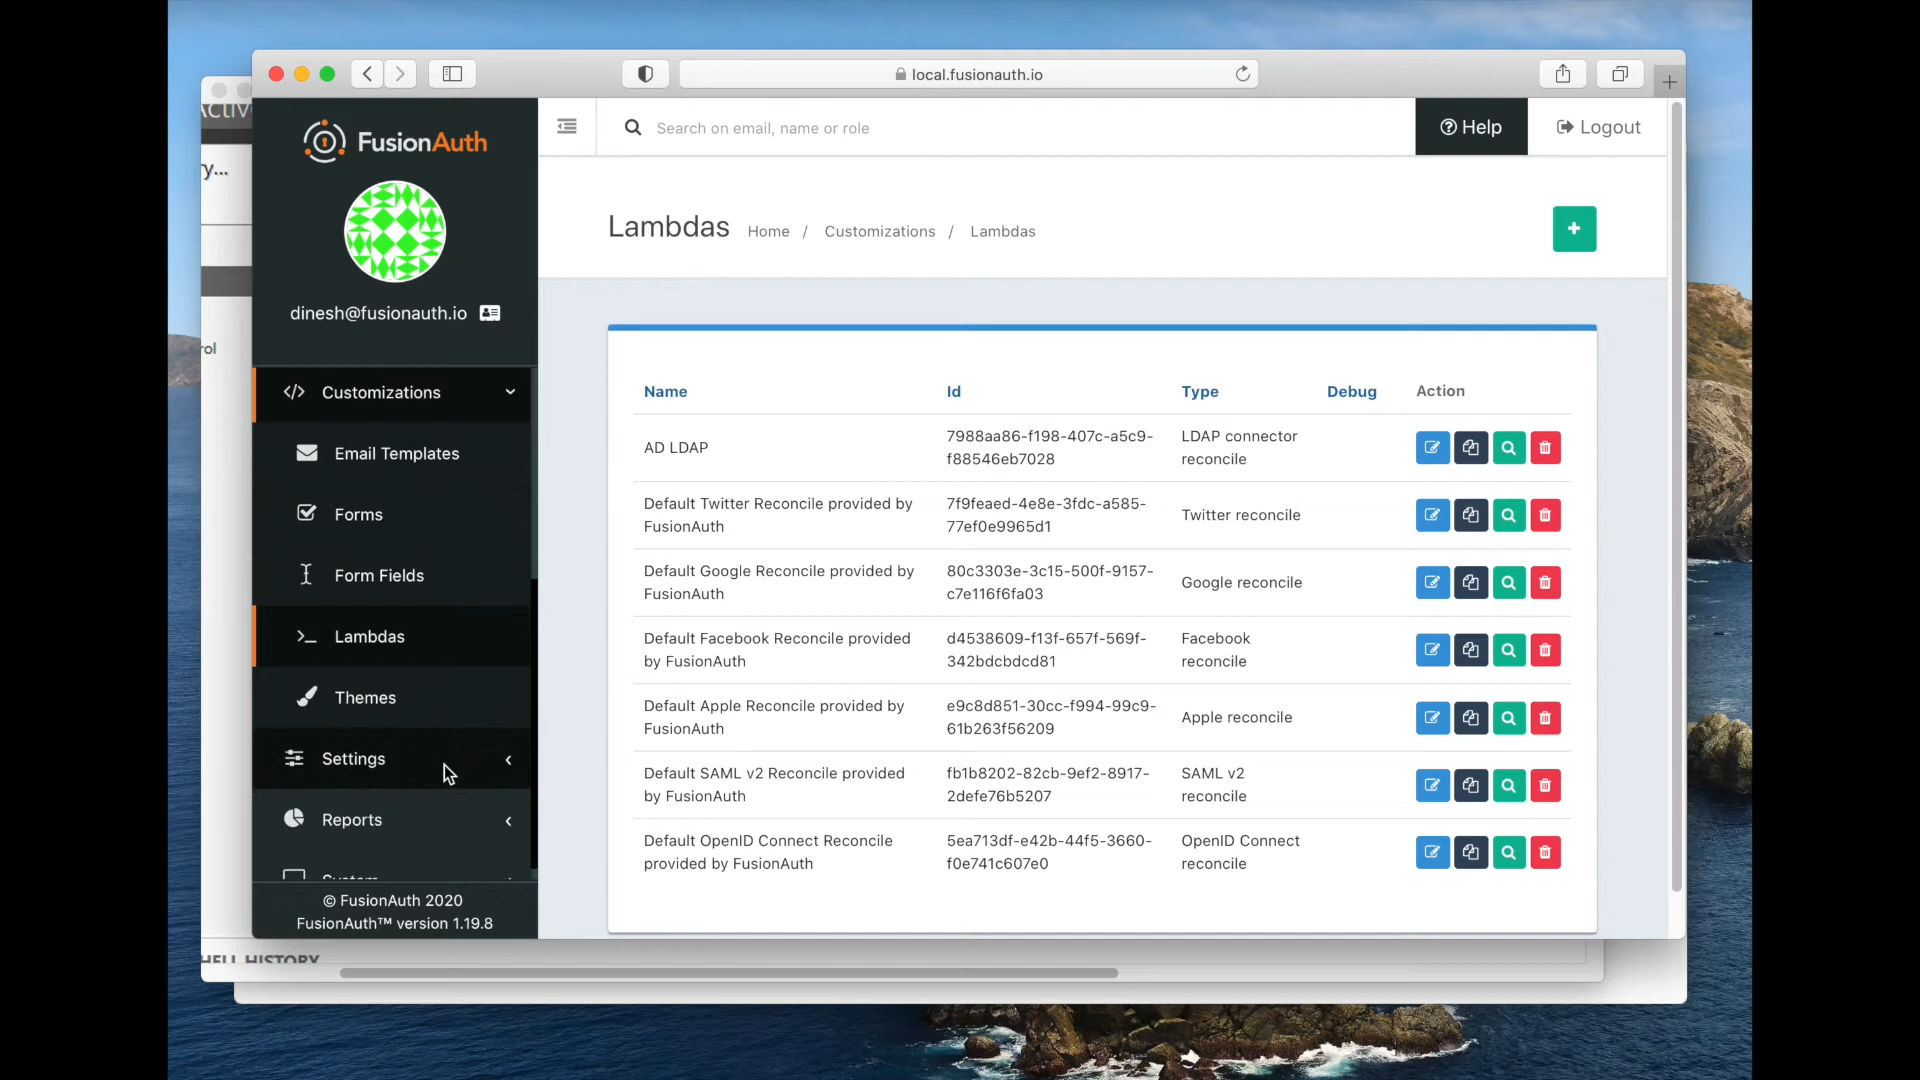 local.fusionauth.io
FusionAuth
Search on email, name or role
Help
Logout
y...
Lambdas
Home / Customizations / Lambdas
dinesh@fusionauth.io
rol
Customizations
Email Templates
Forms
Form Fields
Lambdas
Themes
Settings
Reports
System
© FusionAuth 2020
FusionAuth™ version 1.19.8
Name Id Type Debug Action
AD LDAP
7988aa86-f198-407c-a5c9-
f88546eb7028
LDAP connector
reconcile
Default Twitter Reconcile provided by
FusionAuth
7f9feaed-4e8e-3fdc-a585-
77ef0e9965d1
Twitter reconcile
Default Google Reconcile provided by
FusionAuth
80c3303e-3c15-500f-9157-
c7e116f6fa03
Google reconcile
Default Facebook Reconcile provided
by FusionAuth
d4538609-f13f-657f-569f-
342bdcbdcd81
Facebook
reconcile
Default Apple Reconcile provided by
FusionAuth
e9c8d851-30cc-f994-99c9-
61b263f56209
Apple reconcile
Default SAML v2 Reconcile provided
by FusionAuth
fb1b8202-82cb-9ef2-8917-
2defe76b5207
SAML v2
reconcile
Default OpenID Connect Reconcile
provided by FusionAuth
5ea713df-e42b-44f5-3660-
f0e741c607e0
OpenID Connect
reconcile
HELL HISTORY